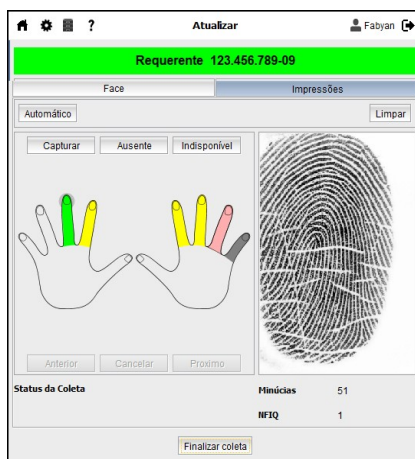 ? Atualizar Fabyan
Requerente 123.456.789-09
Face Impressões
Automático Limpar
Capturar Ausente Indisponível
Anterior Cancelar Proximo
Status da Coleta Minúcias 51
NFIQ 1
Finalizar coleta